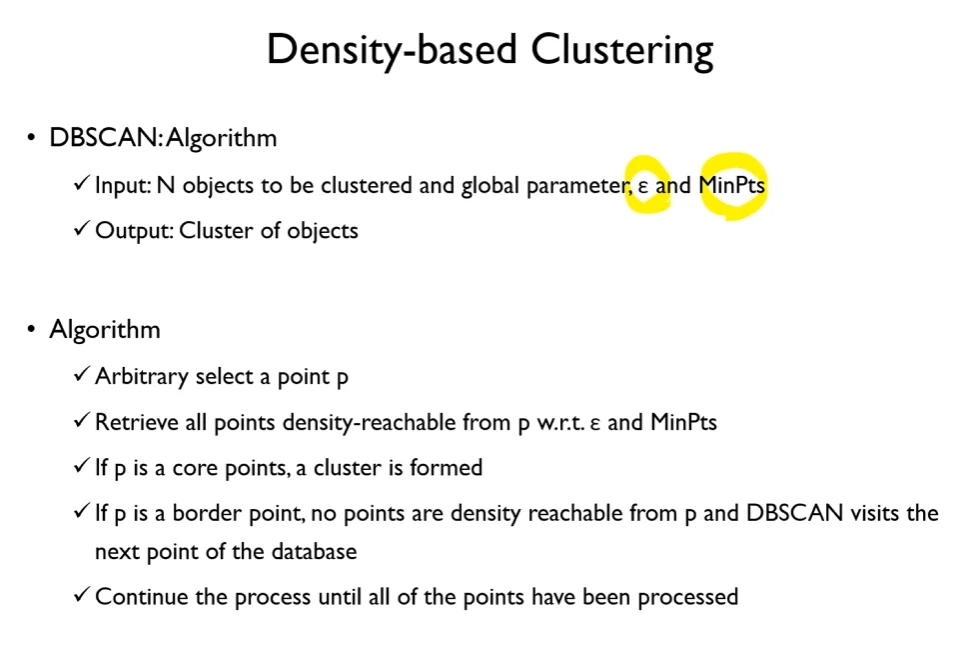 Density-based Clustering
• DBSCAN: Algorithm
✓ Input: N objects to be clustered and global parameter, ε and MinPts
✓ Output: Cluster of objects
• Algorithm
✓ Arbitrary select a point p
✓ Retrieve all points density-reachable from p w.r.t. ε and MinPts
✓ If p is a core points, a cluster is formed
✓ If p is a border point, no points are density reachable from p and DBSCAN visits the
next point of the database
✓ Continue the process until all of the points have been processed